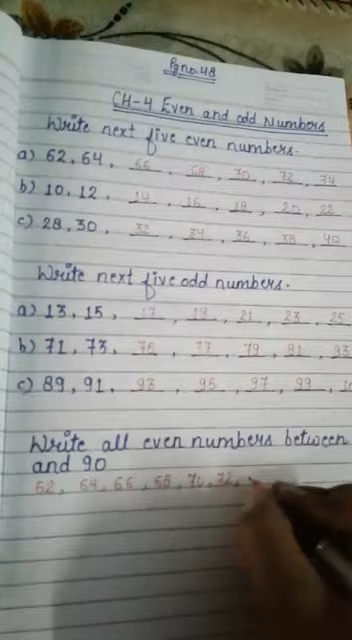 Pg no. 48
CH-4 Even and odd Numbers
Write next five even numbers.
a) 62, 64, 66, 68, 70, 72, 74
b) 10, 12, 14, 16, 18, 20, 22
c) 28, 30, 32, 34, 36, 38, 40
Write next five odd numbers.
a) 13, 15, 17, 19, 21, 23, 25
b) 71, 73, 75, 77, 79, 81, 83
c) 89, 91, 93, 95, 97, 99,
Write all even numbers between
and 90
62, 64, 66, 68, 70, 72,